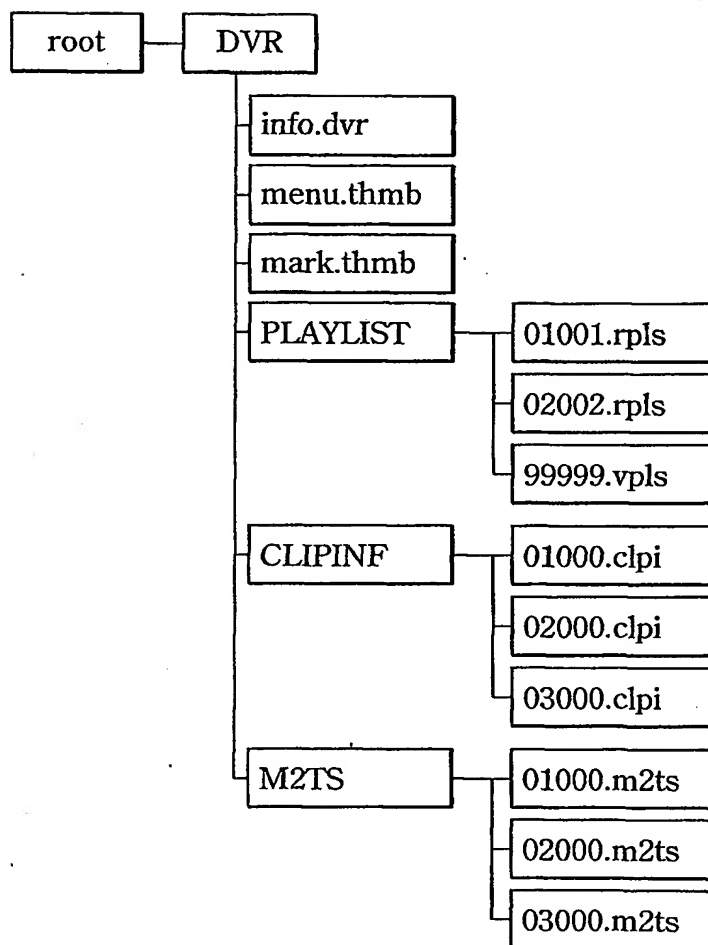 root
DVR
info.dvr
menu.thmb
mark.thmb
PLAYLIST
01001.rpls
02002.rpls
99999.vpls
CLIPINF
01000.clpi
02000.clpi
03000.clpi
M2TS
01000.m2ts
02000.m2ts
03000.m2ts